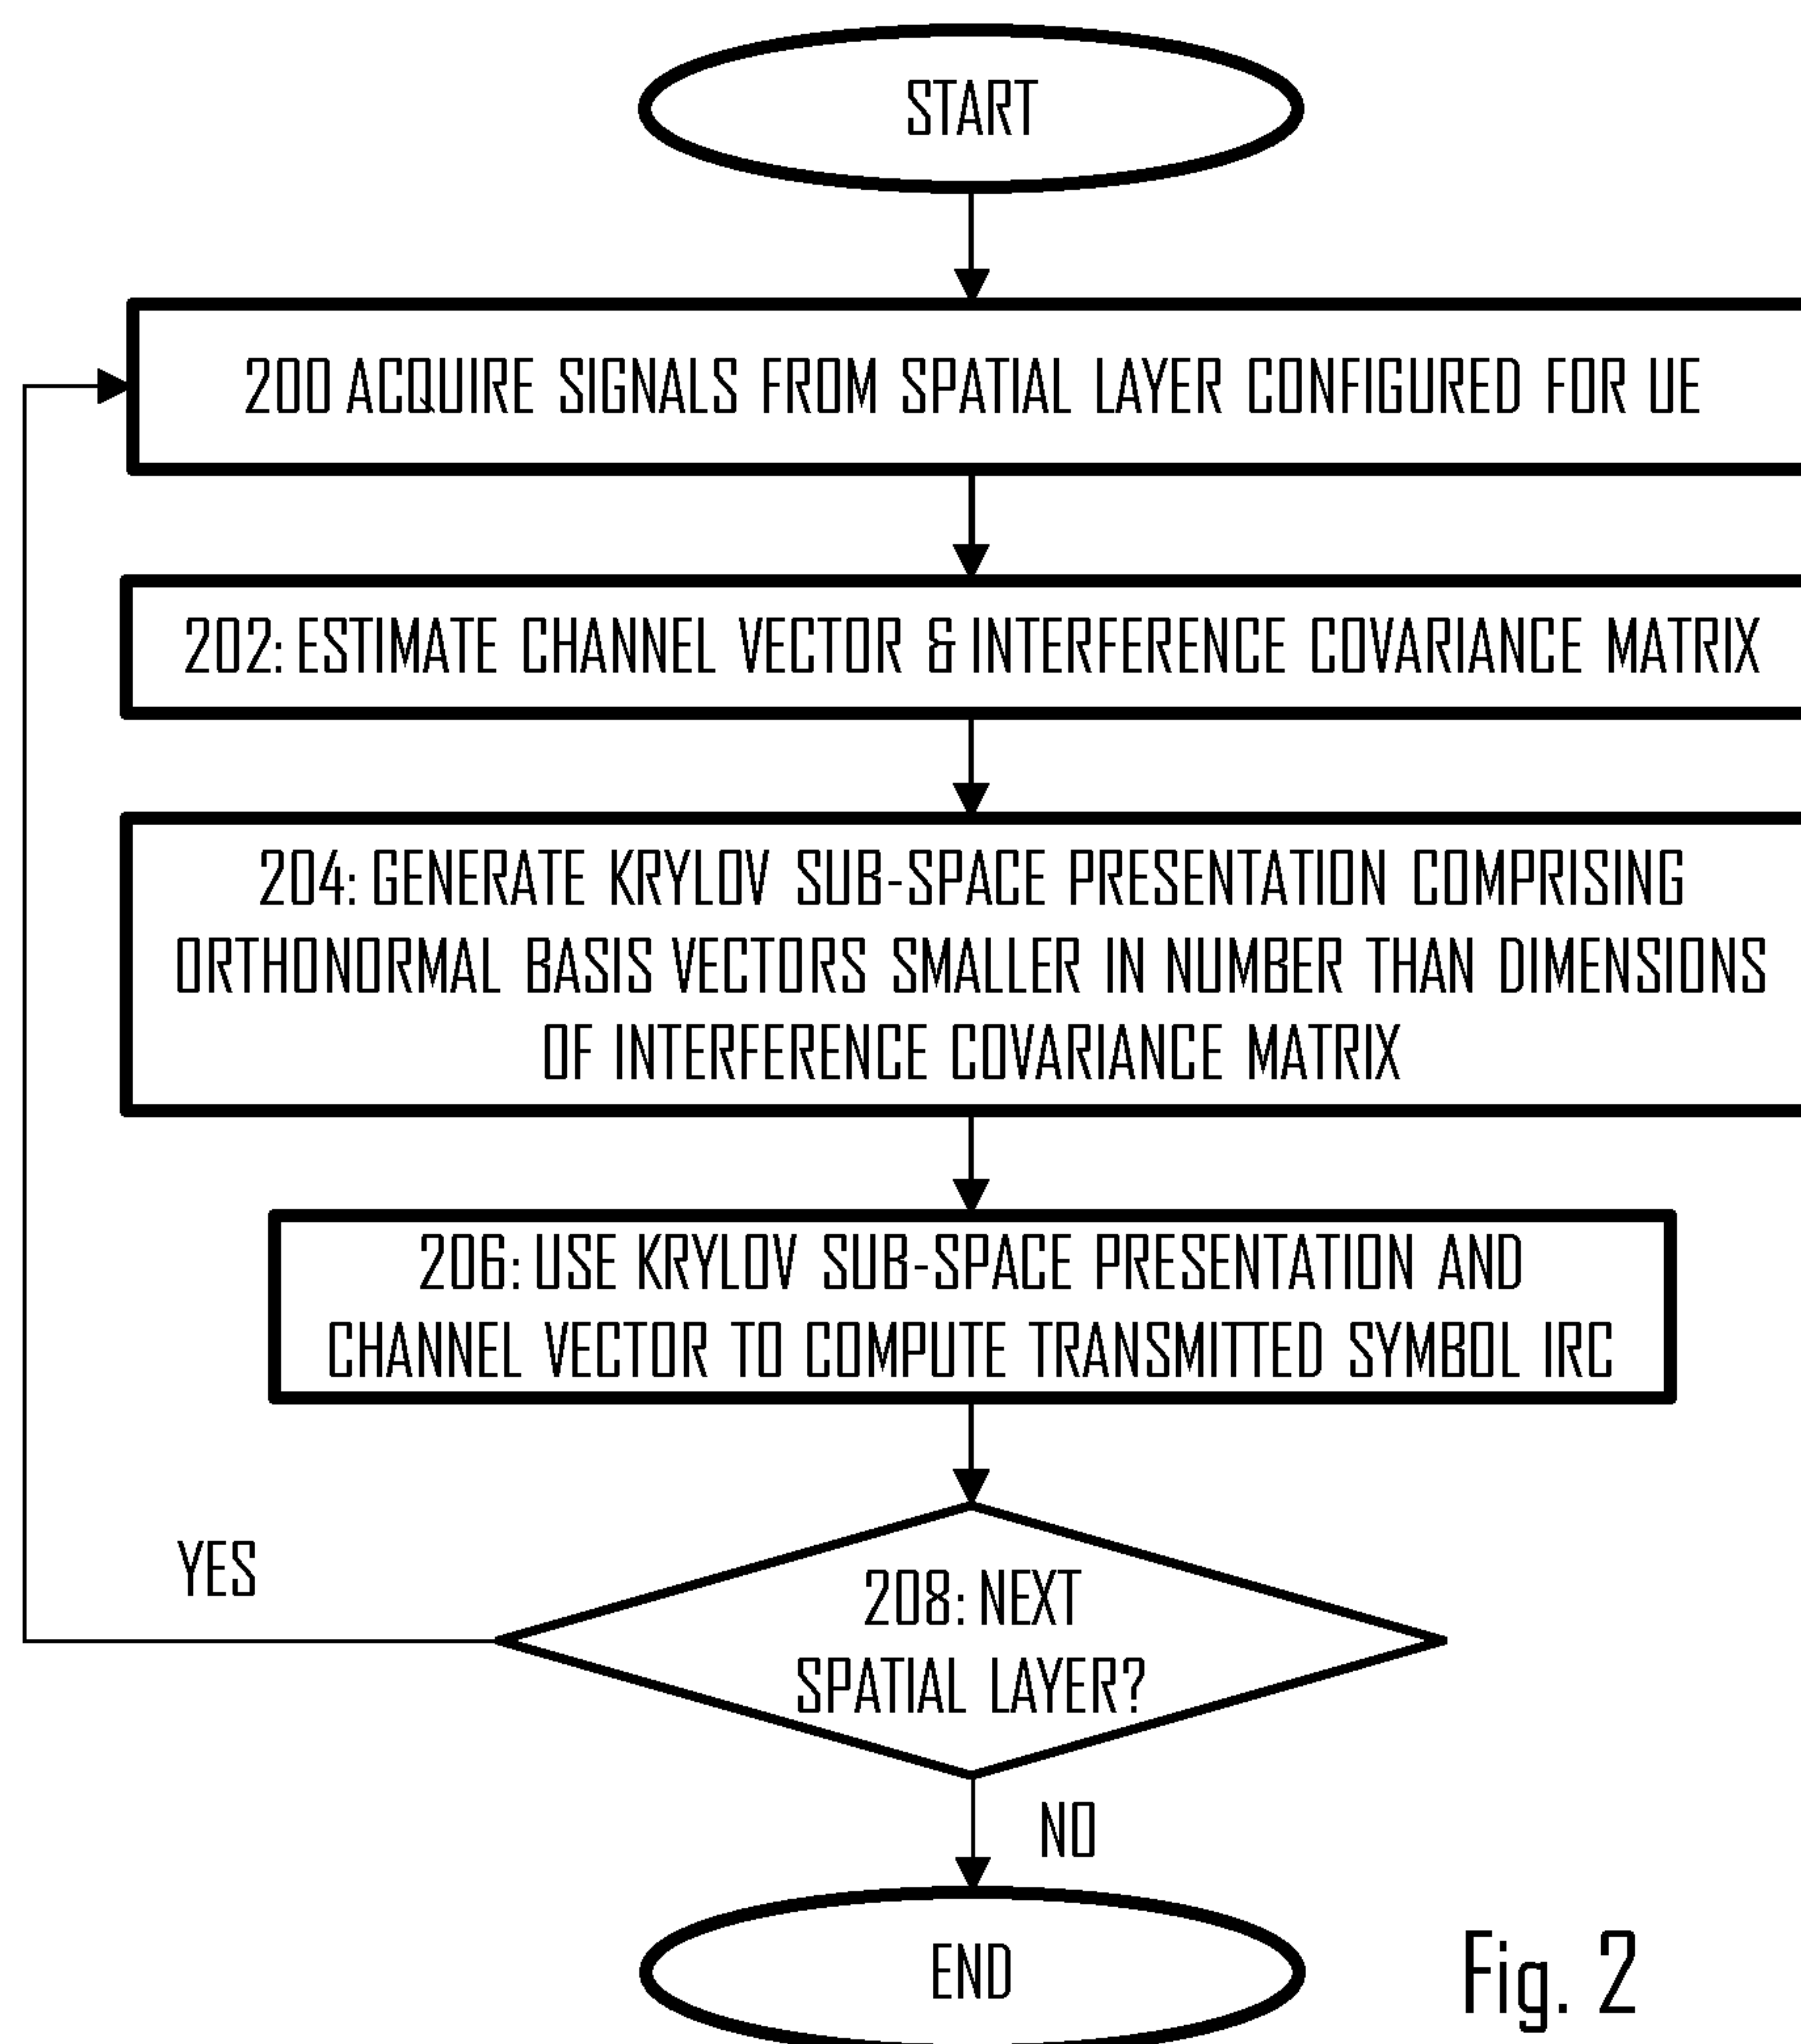 START
200 ACQUIRE SIGNALS FROM SPATIAL LAYER CONFIGURED FOR UE
202: ESTIMATE CHANNEL VECTOR & INTERFERENCE COVARIANCE MATRIX
204: GENERATE KRYLOV SUB-SPACE PRESENTATION COMPRISING
ORTHONORMAL BASIS VECTORS SMALLER IN NUMBER THAN DIMENSIONS
OF INTERFERENCE COVARIANCE MATRIX
206: USE KRYLOV SUB-SPACE PRESENTATION AND
CHANNEL VECTOR TO COMPUTE TRANSMITTED SYMBOL IRC
YES
208: NEXT
SPATIAL LAYER?
NO
END
Fig. 2